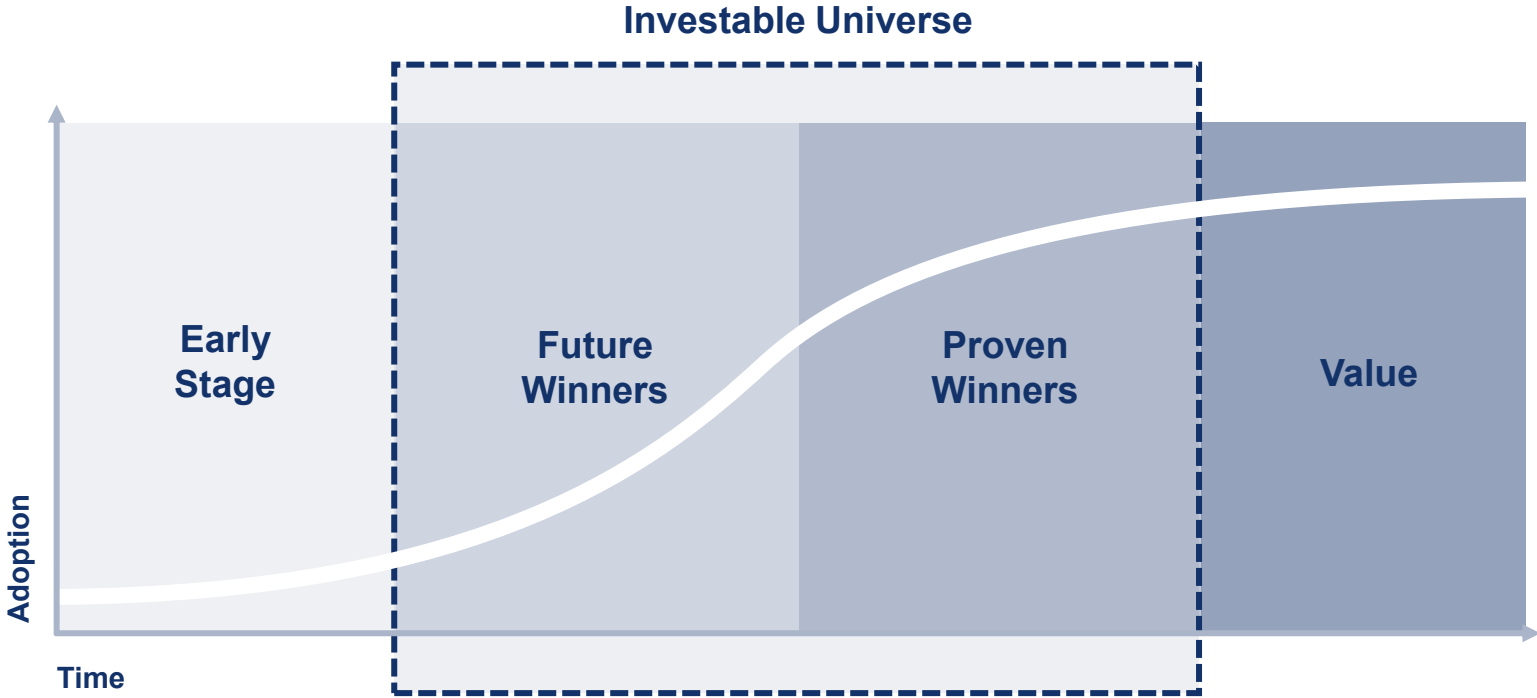 Investable Universe
Early
Stage
Future
Winners
Proven
Winners
Value
Adoption
Time